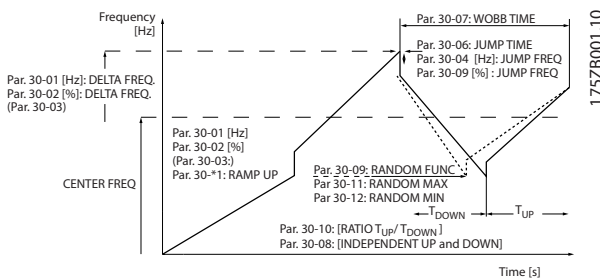 Frequency
[Hz]
Par. 30-07: WOBB TIME
Par. 30-06: JUMP TIME
Par. 30-04 [Hz]: JUMP FREQ
Par. 30-09 [%] : JUMP FREQ
175ZB001.10
Par. 30-01 [Hz]: DELTA FREQ.
Par. 30-02 [%]: DELTA FREQ.
(Par. 30-03)
Par. 30-01 [Hz]
Par. 30-02 [%]
(Par. 30-03:)
Par. 30-*1: RAMP UP
CENTER FREQ
Par. 30-09: RANDOM FUNC
Par 30-11: RANDOM MAX
Par 30-12: RANDOM MIN
TDOWN
TUP
Par. 30-10: [RATIO TUP/ TDOWN]
Par. 30-08: [INDEPENDENT UP and DOWN]
Time [s]